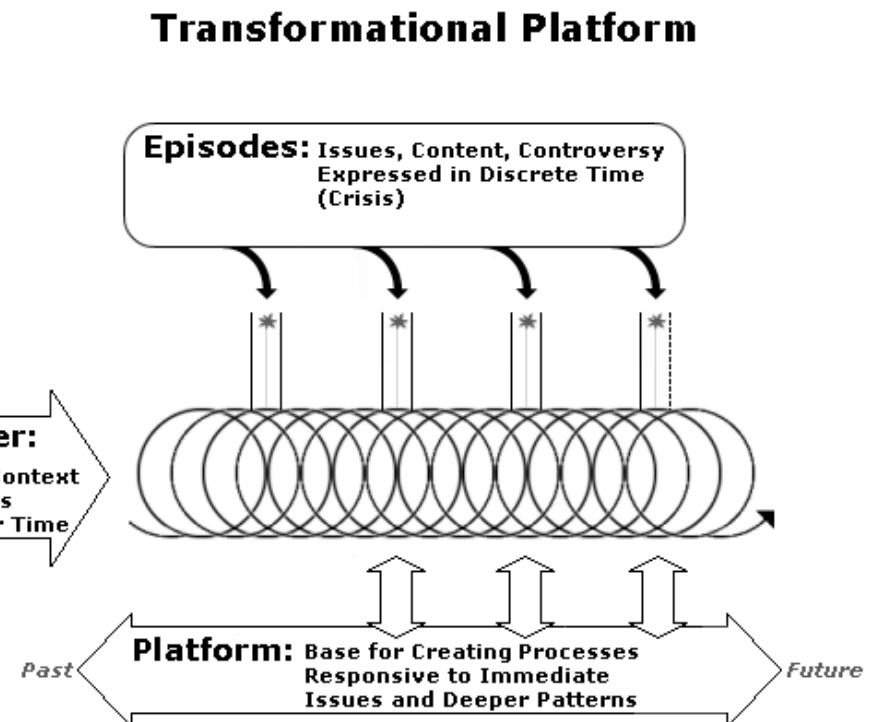 Transformational Platform
Episodes: Issues, Content, Controversy
Expressed in Discrete Time
(Crisis)
er:
ontext
s
r Time
Platform: Base for Creating Processes
Responsive to Immediate
Issues and Deeper Patterns
Past
Future